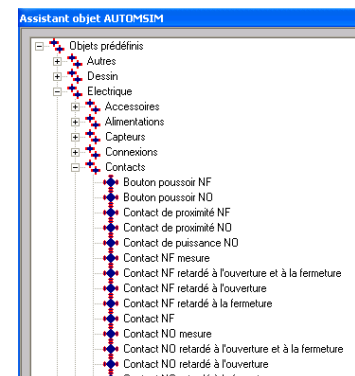 Assistant objet AUTOMSIM
Objets prédéfinis
Autres
Dessin
Electrique
Accessoires
Alimentations
Capteurs
Connexions
Contacts
Bouton poussoir NF
Bouton poussoir NO
Contact de proximité NF
Contact de proximité NO
Contact de puissance NO
Contact NF mesure
Contact NF retardé à l'ouverture et à la fermeture
Contact NF retardé à l'ouverture
Contact NF retardé à la fermeture
Contact NF
Contact NO mesure
Contact NO retardé à l'ouverture et à la fermeture
Contact NO retardé à l'ouverture